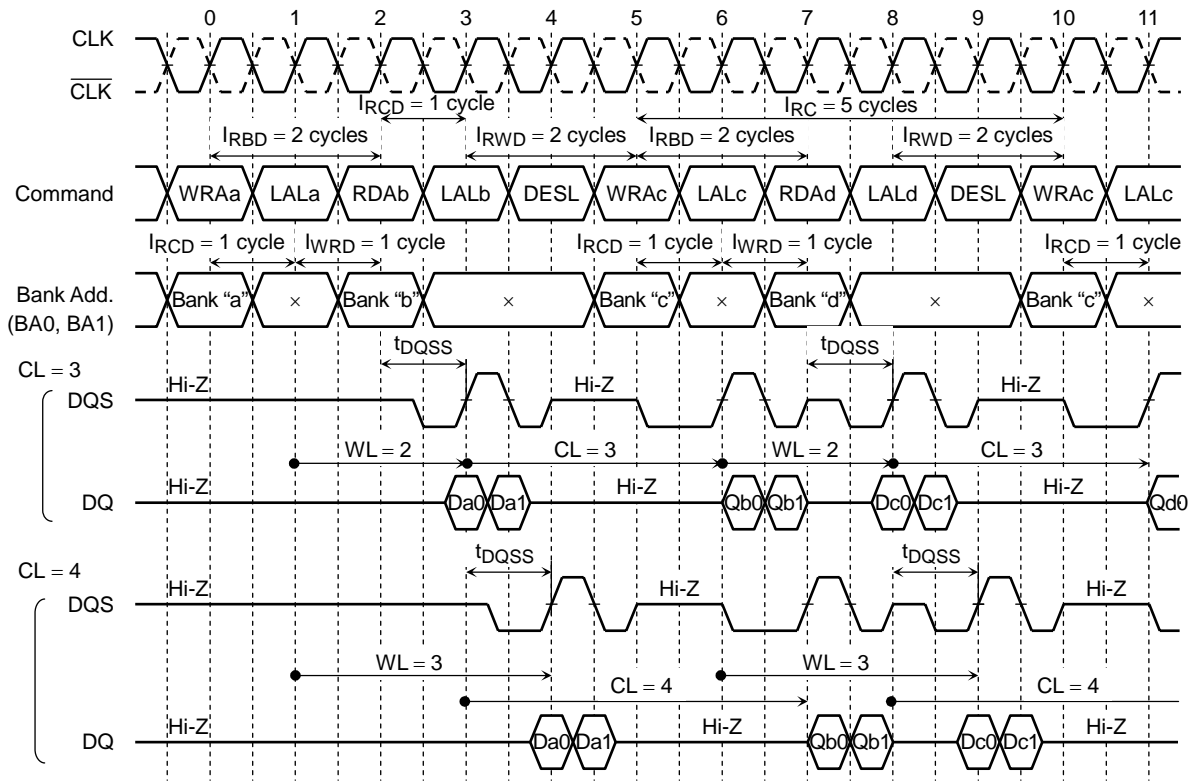 0 1 2 3 4 5 6 7 8 9 10 11
CLK
CLK
IRCD = 1 cycle
IRC = 5 cycles
IRBD = 2 cycles
IRWD = 2 cycles
IRBD = 2 cycles
IRWD = 2 cycles
Command
WRAa LALa RDAb LALb DESL WRAc LALc RDAd LALd DESL WRAc LALc
IRCD = 1 cycle
IWRD = 1 cycle
IRCD = 1 cycle
IWRD = 1 cycle
IRCD = 1 cycle
Bank Add.
(BA0, BA1)
Bank “a” × Bank “b” × Bank “c” × Bank “d” × Bank “c” ×
tDQSS
tDQSS
CL = 3
DQS
Hi-Z
Hi-Z
Hi-Z
WL = 2
CL = 3
WL = 2
CL = 3
DQ
Hi-Z
Da0 Da1
Hi-Z
Qb0 Qb1
Dc0 Dc1
Hi-Z
Qd0
tDQSS
tDQSS
CL = 4
DQS
Hi-Z
Hi-Z
Hi-Z
WL = 3
WL = 3
CL = 4
CL = 4
DQ
Hi-Z
Da0 Da1
Hi-Z
Qb0 Qb1
Dc0 Dc1
Hi-Z